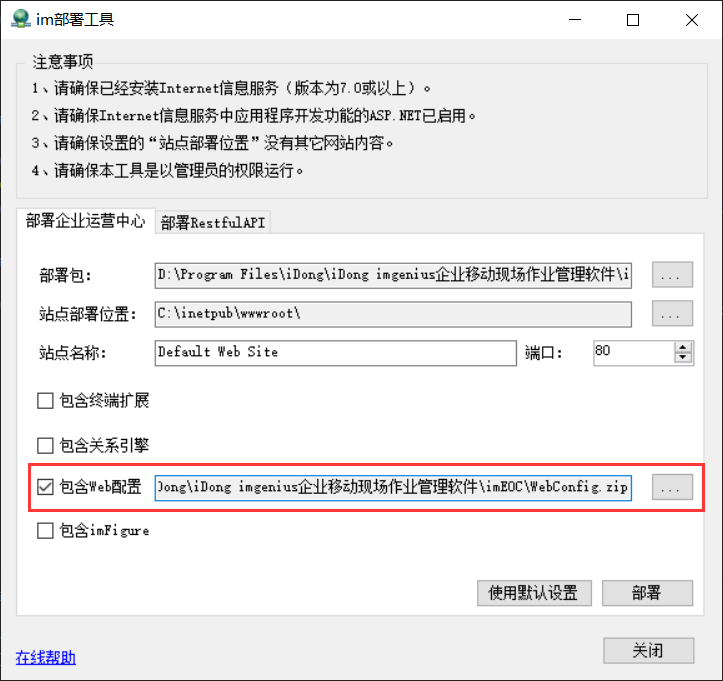 im部署工具
注意事项
1、请确保已经安装Internet信息服务（版本为7.0或以上）。
2、请确保Internet信息服务中应用程序开发功能的ASP.NET已启用。
3、请确保设置的“站点部署位置”没有其它网站内容。
4、请确保本工具是以管理员的权限运行。
部署企业运营中心 部署RestfulAPI
部署包： D:\Program Files\iDong\iDong imgenius企业移动现场作业管理软件\i ...
站点部署位置： C:\inetpub\wwwroot\ ...
站点名称： Default Web Site 端口： 80
包含终端扩展
包含关系引擎
包含Web配置 Dong\iDong imgenius企业移动现场作业管理软件\imEOC\WebConfig.zip ...
包含imFigure
使用默认设置 部署
在线帮助 关闭